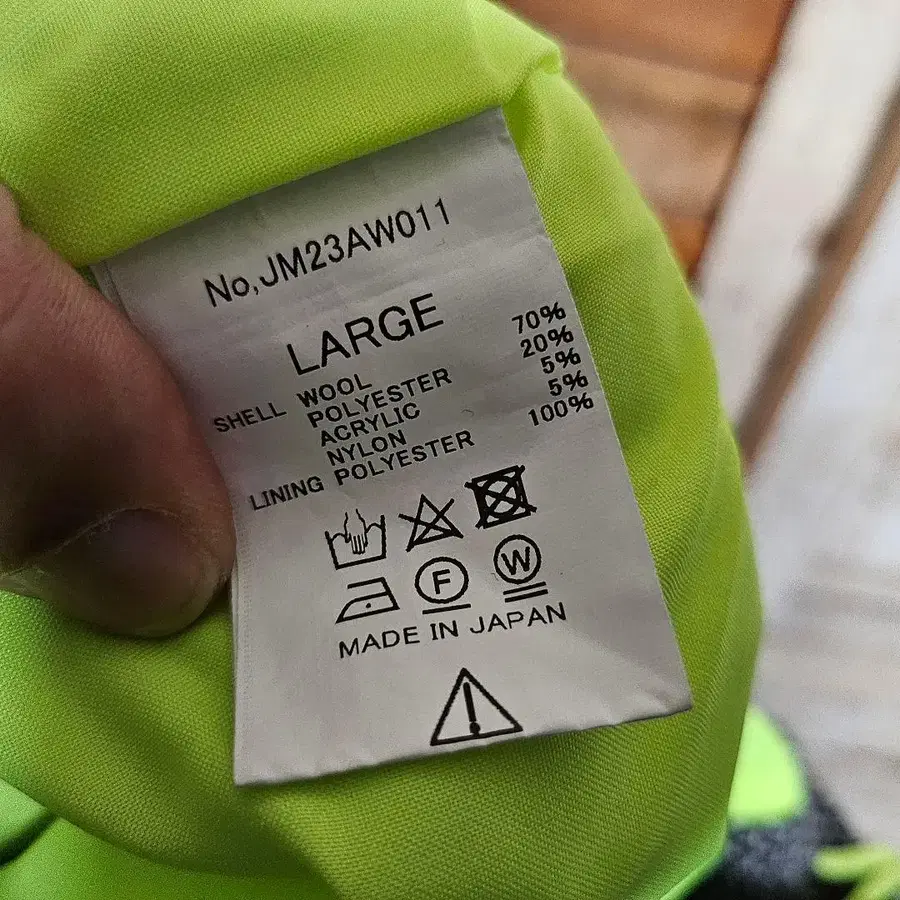 No,JM23AW011
LARGE
SHELL WOOL 70%
POLYESTER 20%
ACRYLIC 5%
NYLON 5%
LINING POLYESTER 100%
F W
MADE IN JAPAN